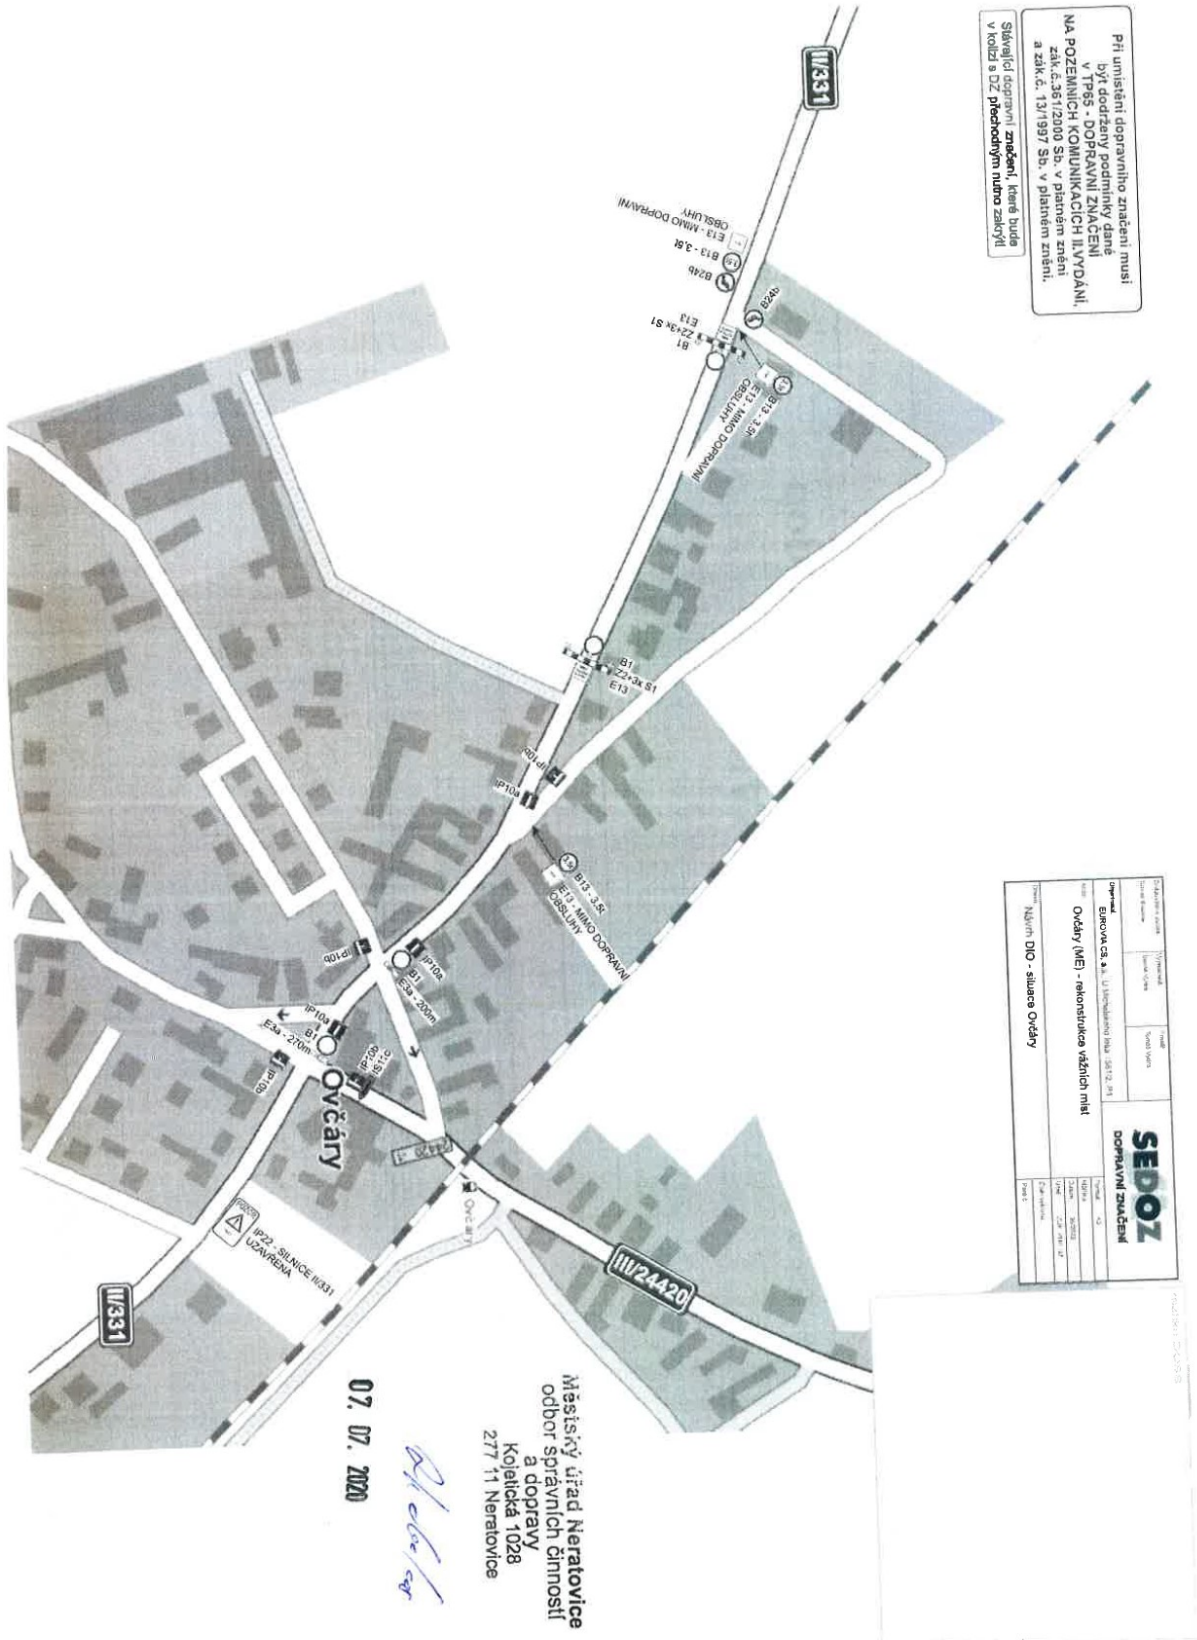 Při umístění dopravního značení musí
být dodrženy podmínky dané
v TP65 - DOPRAVNÍ ZNAČENÍ
NA POZEMNÍCH KOMUNIKACÍCH II.VYDÁNÍ,
zák.č.361/2000 Sb. v platném znění
a zák.č. 13/1997 Sb. v platném znění.
Stávající dopravní značení, které bude
v kolizi s DZ přechodným nutno zakrýt!
II/331
B24b
B13 - 3.5t
E13 - MIMO DOPRAVNÍ
OBSLUHY
B24b
B1
Z2+3x S1
E13
B13 - 3.5t
E13 - MIMO DOPRAVNÍ
OBSLUHY
B1
Z2+3x S1
E13
IP10b
IP10a
B13 - 3.5t
E13 - MIMO DOPRAVNÍ
OBSLUHY
IP10b
IP10a
B1
E3a - 200m
IP10a
B1
E3a - 270m
IP10b
IS11c
IP10b
Ovčáry
24420 .1
Ovčáry
III/24420
POZOR
IP22 - SILNICE II/331
UZAVŘENA
II/331
SEDOZ
DOPRAVNÍ ZNAČENÍ
EUROVIA CS, a.s.
Ovčáry (ME) - rekonstrukce vážních míst
Návrh DIO - situace Ovčáry
Městský úřad Neratovice
odbor správních činností
a dopravy
Kojetická 1028
277 11 Neratovice
07. 07. 2020